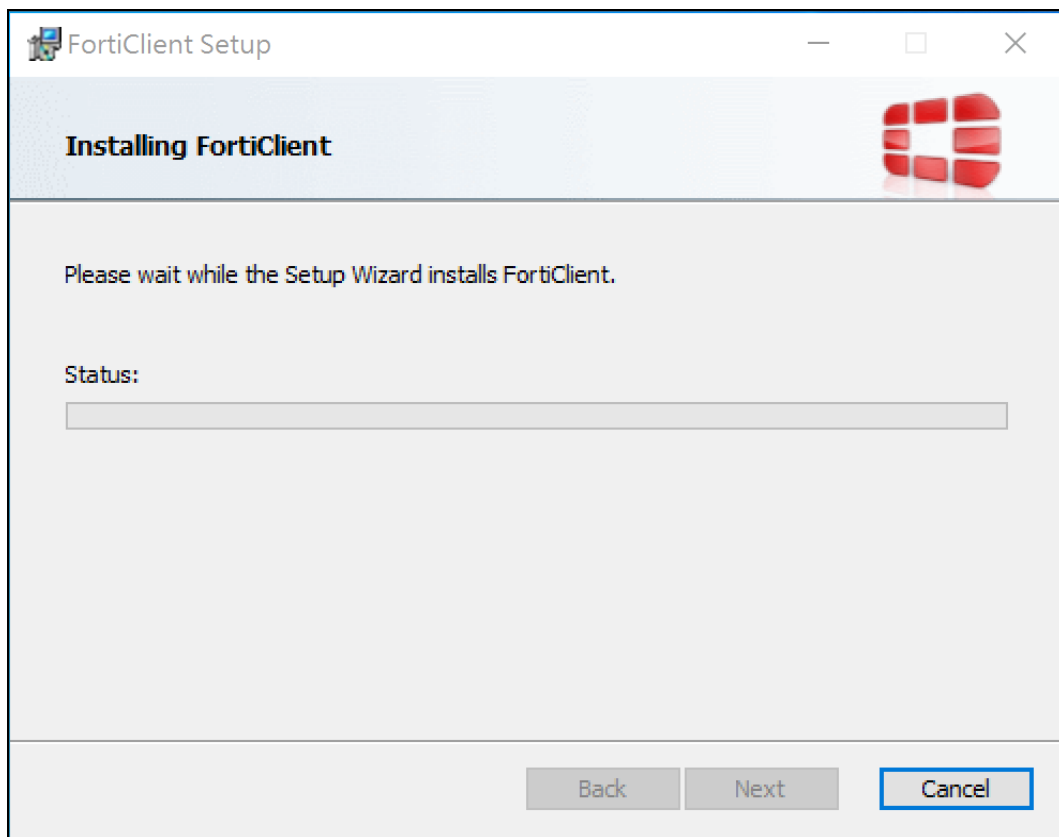 FortiClient Setup
Installing FortiClient
Please wait while the Setup Wizard installs FortiClient.
Status:
Back Next Cancel